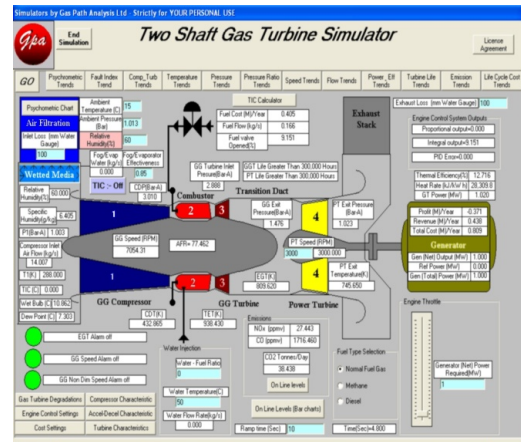 Simulators by Gas Path Analysis Ltd - Strictly for YOUR PERSONAL USE
Gpa
End Simulation
Two Shaft Gas Turbine Simulator
License Agreement
GO
Psychrometric Trends
Fault Index Trend
Comp_Turb Trends
Temperature Trends
Pressure Trends
Pressure Ratio Trends
Speed Trends
Flow Trends
Power_Eff Trends
Turbine Life Trends
Emission Trends
Life Cycle Cost Trends
Psychometric Chart
Ambient Temperature (C) 15
Air Filtration
Ambient Pressure (Bar) 1.013
Inlet Loss (mm Water Gauge) 100
Relative Humidity(%) 60
Fog/Evap Water (kg/s) 0.000
Fog/Evaporator Effectiveness 0.85
Wetted Media
TIC :- Off
CDP(Bar-A) 3.010
Relative Humidity(%) 60.000
Specific Humidity(g/kg) 6.405
P1(Bar-A) 1.003
Compressor Inlet Air Flow (kg/s) 14.007
T1(K) 288.000
TIC (C) 0.000
Wet Bulb (C) 10.862
Dew Point (C) 7.303
TIC Calculator
Fuel Cost (M)/Year 0.405
Fuel Flow (kg/s) 0.166
Fuel valve Opened(%) 9.151
GG Turbine Inlet Pressure(Bar-A) 2.888
GGT Life Greater Than 300,000 Hours
PT Life Greater Than 300,000 Hours
Combustor
Transition Duct
Exhaust Stack
1
2
3
4
GG Exit Pressure(Bar-A) 1.476
PT Exit Pressure(Bar-A) 1.023
GG Speed (RPM) 7054.31
AFR= 77.462
PT Speed (RPM)
3000 3000.000
1
2
3
4
EGT(K) 809.620
PT Exit Temperature(K) 745.650
GG Compressor
GG Turbine
Power Turbine
CDT(K) 432.865
TET(K) 938.430
Exhaust Loss (mm Water Gauge) 100
Engine Control System Outputs
Proportional output=0.000
Integral output=9.151
PID Error=0.000
Thermal Efficiency(%) 12.716
Heat Ratio (kJ/kW h) 28,309.8
GT Power (MW) 1.020
Profit (M)/Year -0.371
Revenue (M)/Year 0.438
Total Cost (M)/Year 0.809
Generator
Gen (Net) Output (MW) 1.000
Ref Power (MW) 0.000
Gen (Total) Power (MW) 1.000
EGT Alarm off
GG Speed Alarm off
GG Non Dim Speed Alarm off
Gas Turbine Degradations
Compressor Characteristic
Engine Control Settings
Accel-Decel Characteristic
Cost Settings
Turbine Characteristics
Water Injection
Water - Fuel Ratio
0
Water Temperature(C)
50
Water Flow Rate(kg/s)
0.000
Emissions
NOx (ppmv) 27.443
CO (ppmv) 1716.460
CO2 Tonnes/Day
38.438
On Line levels
On Line Levels (Bar charts)
Ramp time (Sec) 10
Fuel Type Selection
Normal Fuel Gas
Methane
Diesel
Time(Sec)=4.800
Engine Throttle
Generator (Net) Power Required(MW)
1